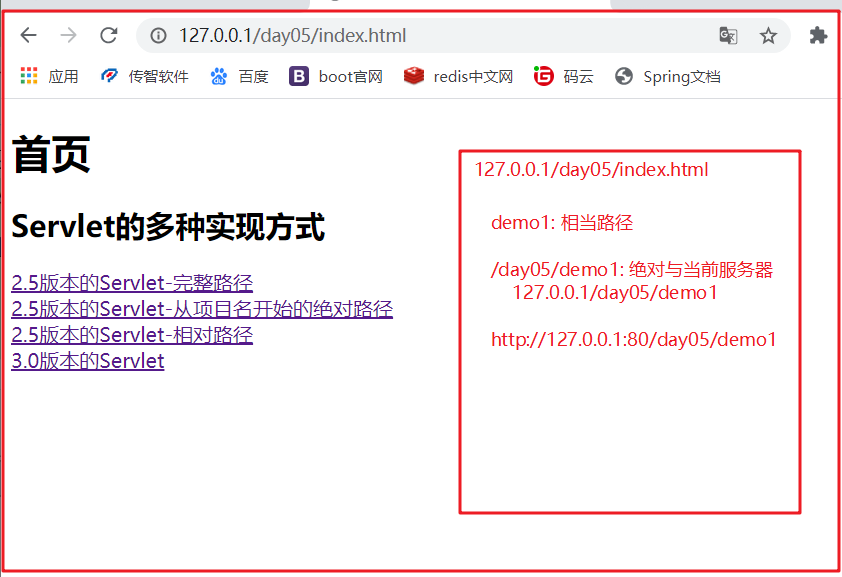 127.0.0.1/day05/index.html
应用 传智软件 百度 B boot官网 redis中文网 G 码云 Spring文档
首页
Servlet的多种实现方式
2.5版本的Servlet-完整路径
2.5版本的Servlet-从项目名开始的绝对路径
2.5版本的Servlet-相对路径
3.0版本的Servlet
127.0.0.1/day05/index.html
demo1: 相当路径
/day05/demo1: 绝对与当前服务器
127.0.0.1/day05/demo1
http://127.0.0.1:80/day05/demo1